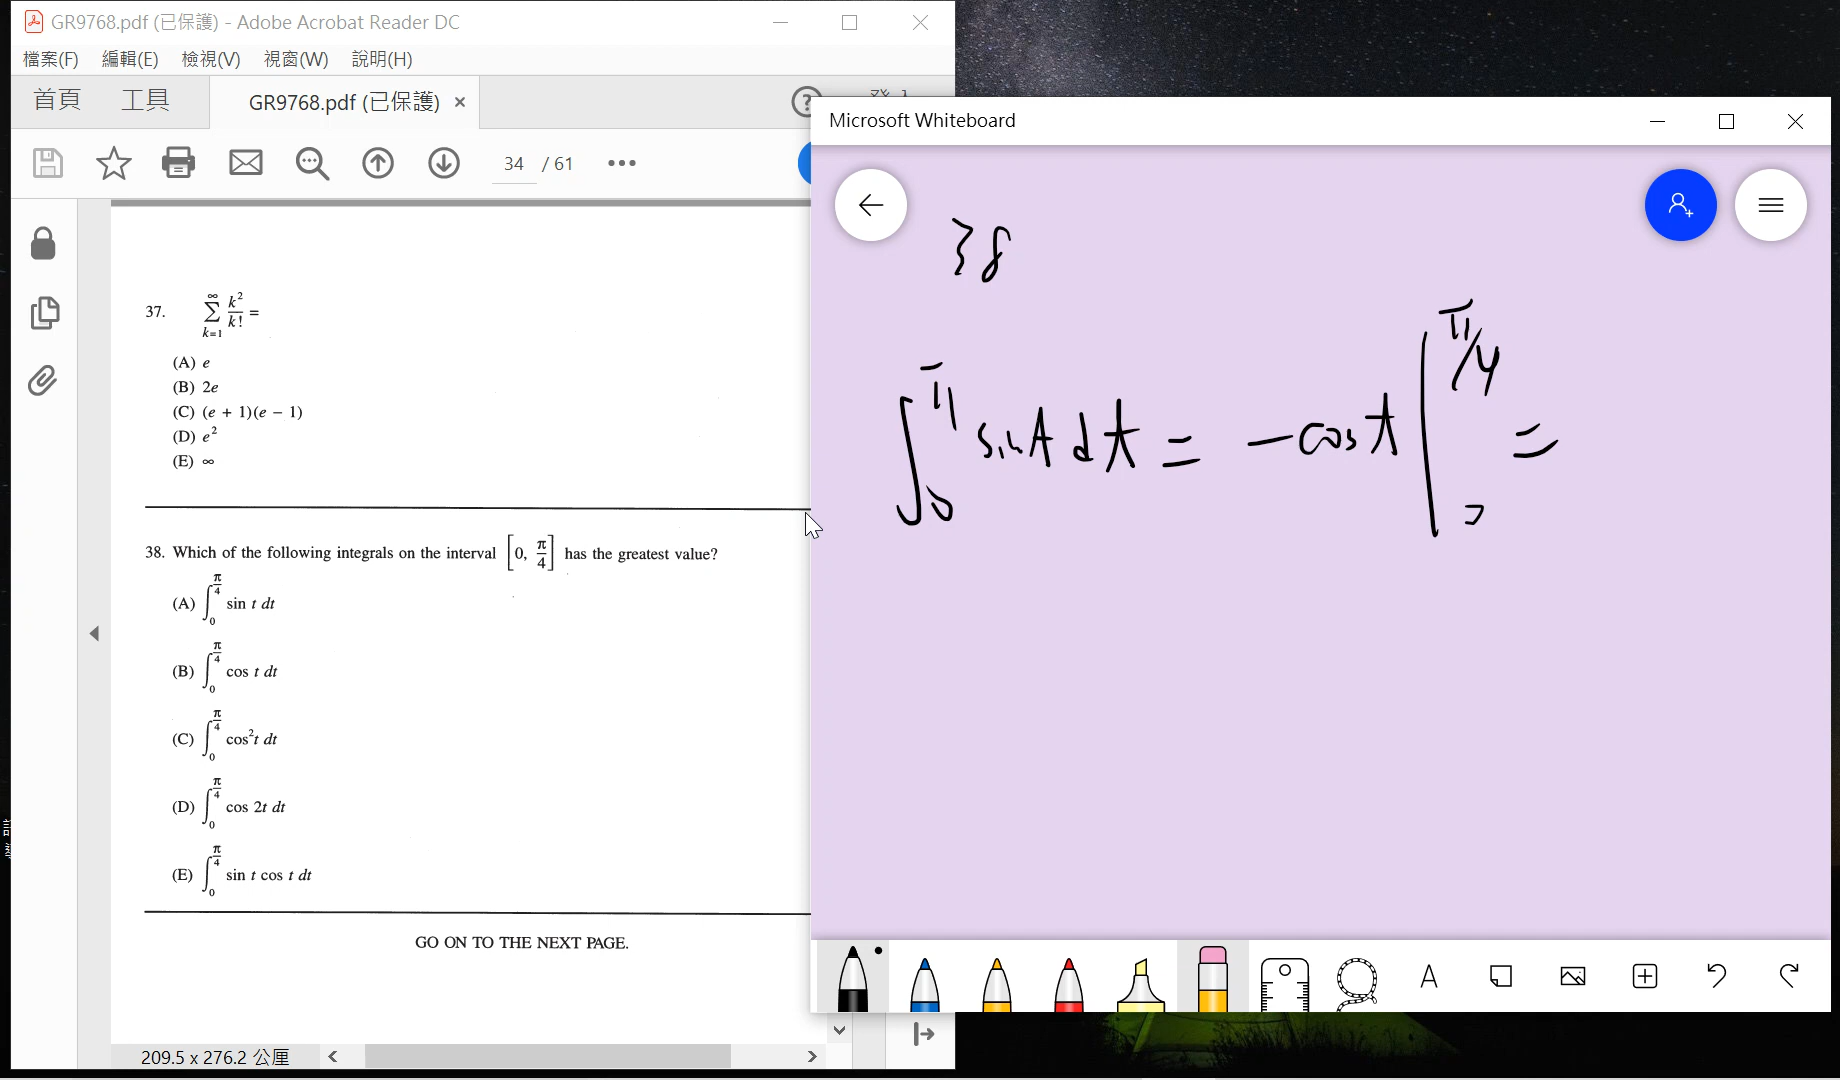 GR9768.pdf (已保護) - Adobe Acrobat Reader DC
檔案(F) 編輯(E) 檢視(V) 視窗(W) 說明(H)
首頁 工具 GR9768.pdf (已保護) ×
34 / 61
37. ∞ ∑ k=1 k²/k! =
(A) e
(B) 2e
(C) (e + 1)(e − 1)
(D) e²
(E) ∞
38. Which of the following integrals on the interval [0, π/4] has the greatest value?
(A) ∫₀^(π/4) sin t dt
(B) ∫₀^(π/4) cos t dt
(C) ∫₀^(π/4) cos²t dt
(D) ∫₀^(π/4) cos 2t dt
(E) ∫₀^(π/4) sin t cos t dt
GO ON TO THE NEXT PAGE.
209.5 x 276.2 公厘
Microsoft Whiteboard
38
∫₀^π sin t dt = −cos t |₀^(π/4) =